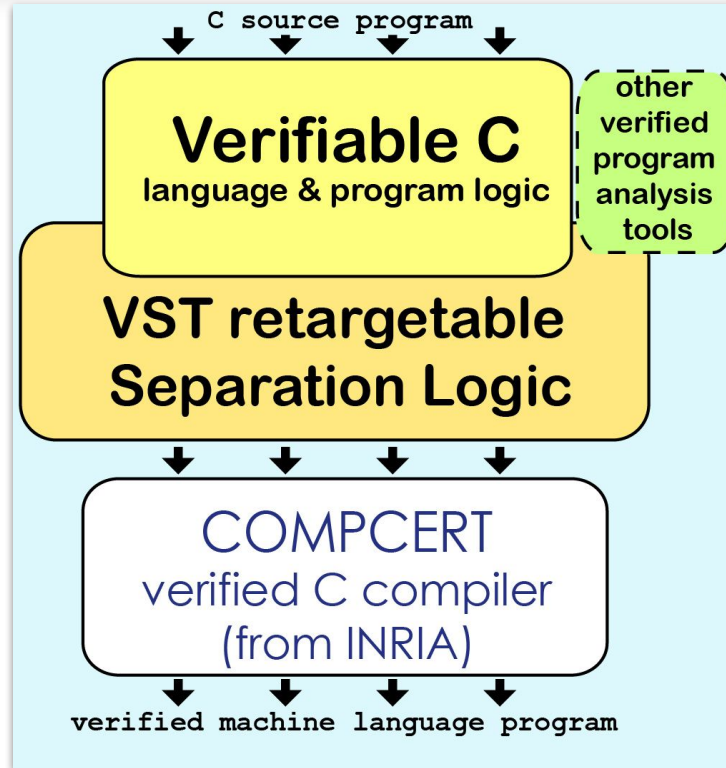 C source program
Verifiable C
language & program logic
other
verified
program
analysis
tools
VST retargetable
Separation Logic
COMPCERT
verified C compiler
(from INRIA)
verified machine language program